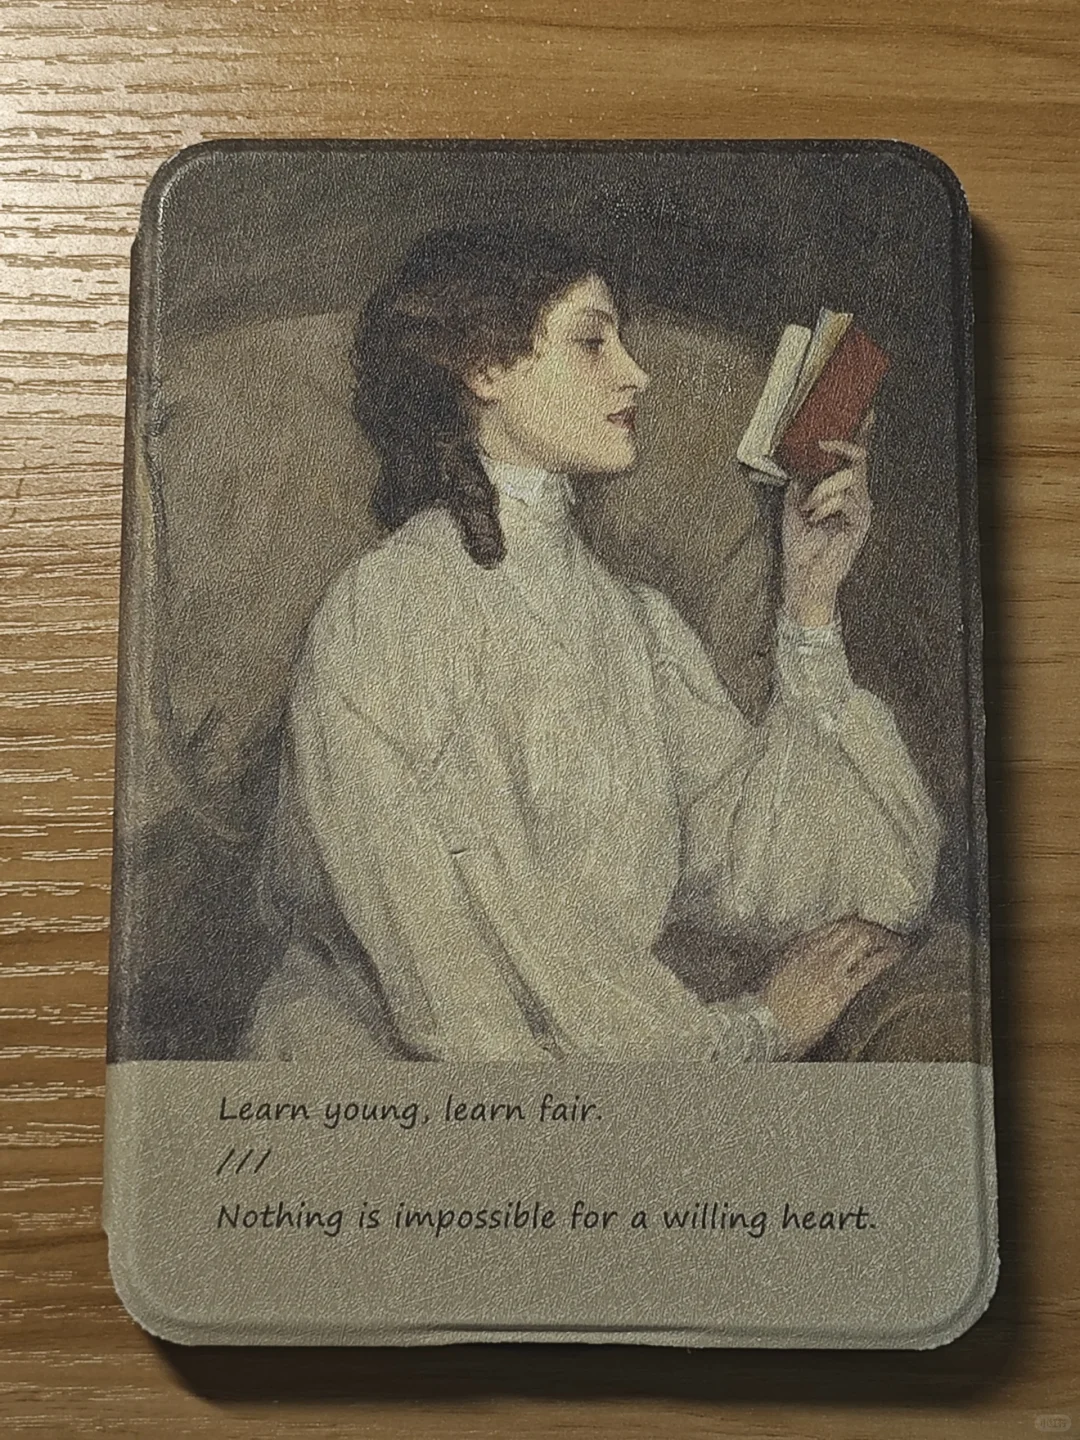 Learn young, learn fair.
///
Nothing is impossible for a willing heart.